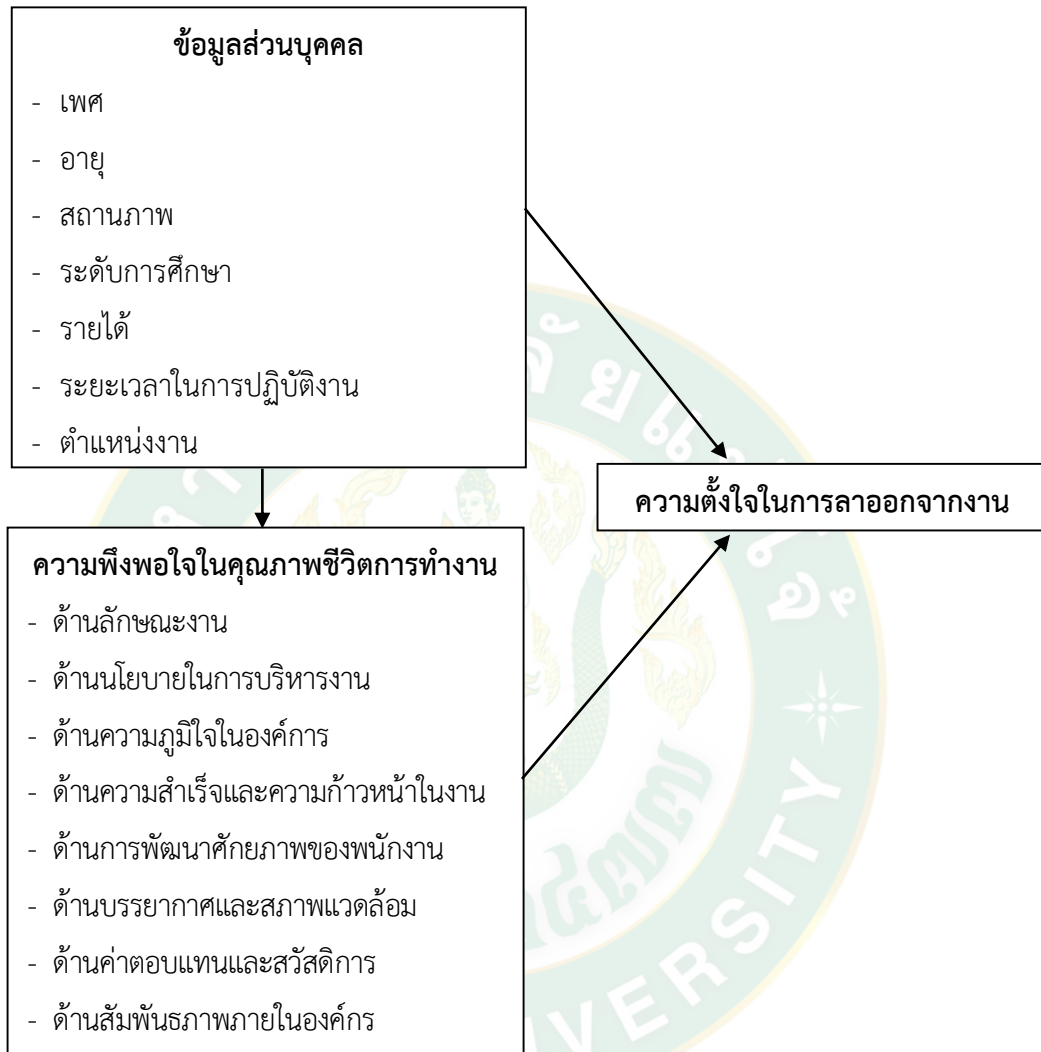 ข้อมูลส่วนบุคคล
- เพศ
- อายุ
- สถานภาพ
- ระดับการศึกษา
- รายได้
- ระยะเวลาในการปฏิบัติงาน
- ตำแหน่งงาน
ความตั้งใจในการลาออกจากงาน
ความพึงพอใจในคุณภาพชีวิตการทำงาน
- ด้านลักษณะงาน
- ด้านนโยบายในการบริหารงาน
- ด้านความภูมิใจในองค์การ
- ด้านความสำเร็จและความก้าวหน้าในงาน
- ด้านการพัฒนาศักยภาพของพนักงาน
- ด้านบรรยากาศและสภาพแวดล้อม
- ด้านค่าตอบแทนและสวัสดิการ
- ด้านสัมพันธภาพภายในองค์กร